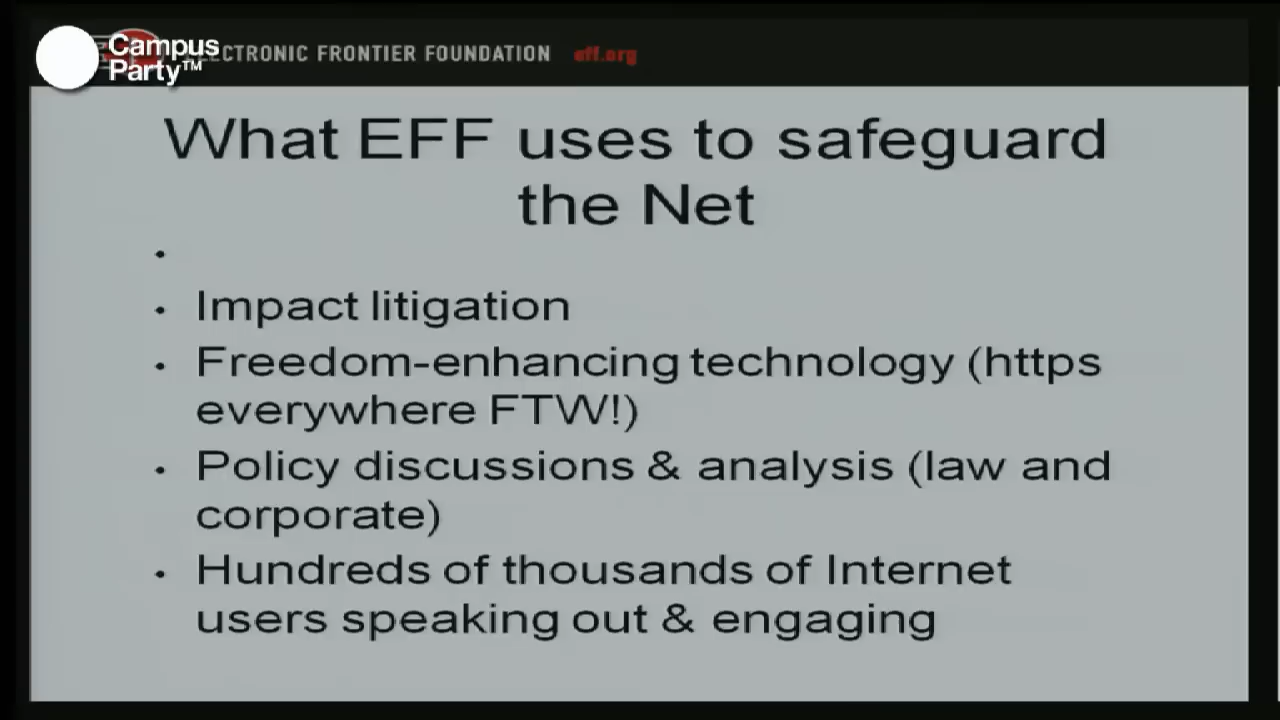 Campus
Party™
CTRONIC FRONTIER FOUNDATION eff.org
What EFF uses to safeguard
the Net
•
• Impact litigation
• Freedom-enhancing technology (https
everywhere FTW!)
• Policy discussions & analysis (law and
corporate)
• Hundreds of thousands of Internet
users speaking out & engaging